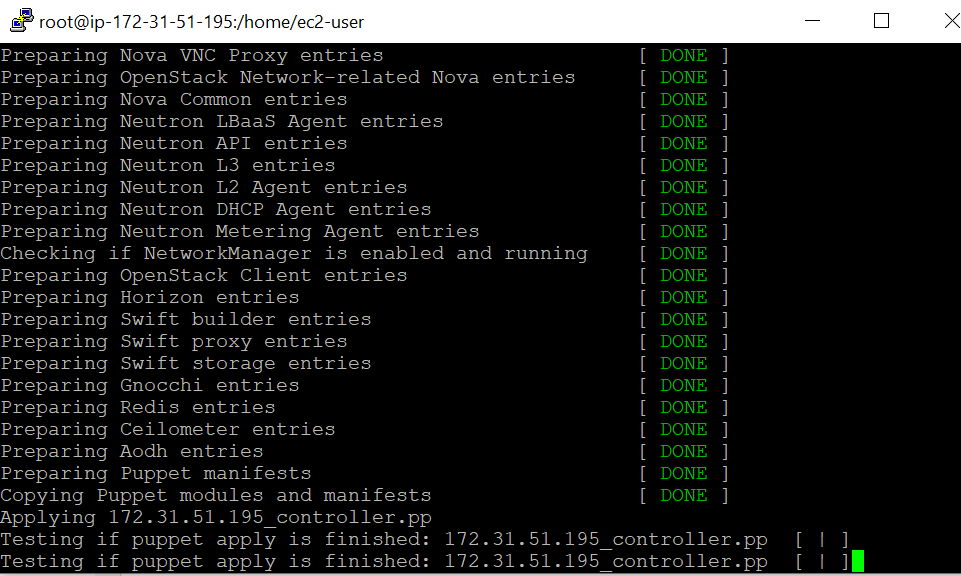 root@ip-172-31-51-195:/home/ec2-user
Preparing Nova VNC Proxy entries [ DONE ]
Preparing OpenStack Network-related Nova entries [ DONE ]
Preparing Nova Common entries [ DONE ]
Preparing Neutron LBaaS Agent entries [ DONE ]
Preparing Neutron API entries [ DONE ]
Preparing Neutron L3 entries [ DONE ]
Preparing Neutron L2 Agent entries [ DONE ]
Preparing Neutron DHCP Agent entries [ DONE ]
Preparing Neutron Metering Agent entries [ DONE ]
Checking if NetworkManager is enabled and running [ DONE ]
Preparing OpenStack Client entries [ DONE ]
Preparing Horizon entries [ DONE ]
Preparing Swift builder entries [ DONE ]
Preparing Swift proxy entries [ DONE ]
Preparing Swift storage entries [ DONE ]
Preparing Gnocchi entries [ DONE ]
Preparing Redis entries [ DONE ]
Preparing Ceilometer entries [ DONE ]
Preparing Aodh entries [ DONE ]
Preparing Puppet manifests [ DONE ]
Copying Puppet modules and manifests [ DONE ]
Applying 172.31.51.195_controller.pp
Testing if puppet apply is finished: 172.31.51.195_controller.pp [ | ]
Testing if puppet apply is finished: 172.31.51.195_controller.pp [ | ]